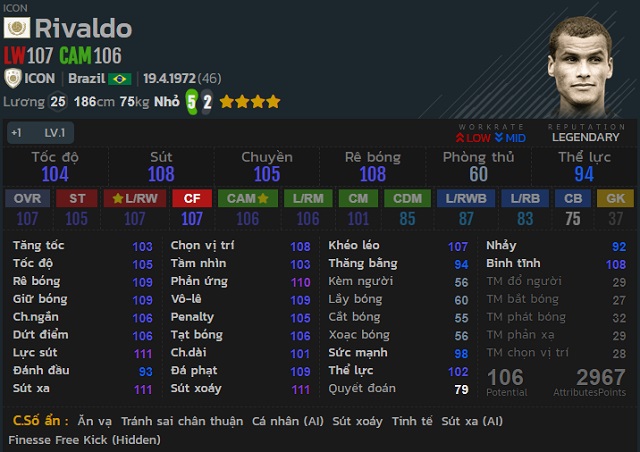 ICON
Rivaldo
LW107 CAM106
ICON | Brazil | 19.4.1972 (46)
Lương 25 186cm 75kg Nhỏ 5 2
+1 LV.1
WORKRATE
LOW MID
REPUTATION
LEGENDARY
Tốc độ Sút Chuyền Rê bóng Phòng thủ Thể lực
104 108 105 108 60 94
OVR ST L/RW CF CAM L/RM CM CDM L/RWB L/RB CB GK
107 105 107 107 106 106 101 85 87 83 75 37
Tăng tốc 103 Chọn vị trí 108 Khéo léo 107 Nhảy 92
Tốc độ 105 Tầm nhìn 103 Thăng bằng 94 Bình tĩnh 108
Rê bóng 109 Phản ứng 110 Kèm người 56 TM đổ người 29
Giữ bóng 109 Vô-lê 109 Lấy bóng 60 TM bắt bóng 27
Ch.ngắn 106 Penalty 105 Cắt bóng 55 TM phát bóng 32
Dứt điểm 106 Tạt bóng 106 Xoạc bóng 56 TM phản xạ 29
Lực sút 111 Ch.dài 101 Sức mạnh 98 TM chọn vị trí 28
Đánh đầu 93 Đá phạt 109 Thể lực 102
Sút xa 111 Sút xoáy 111 Quyết đoán 79
106 2967
Potential AttributesPoints
C.Số ẩn : Ăn vạ Tránh sai chân thuận Cá nhân (AI) Sút xoáy Tinh tế Sút xa (AI)
Finesse Free Kick (Hidden)